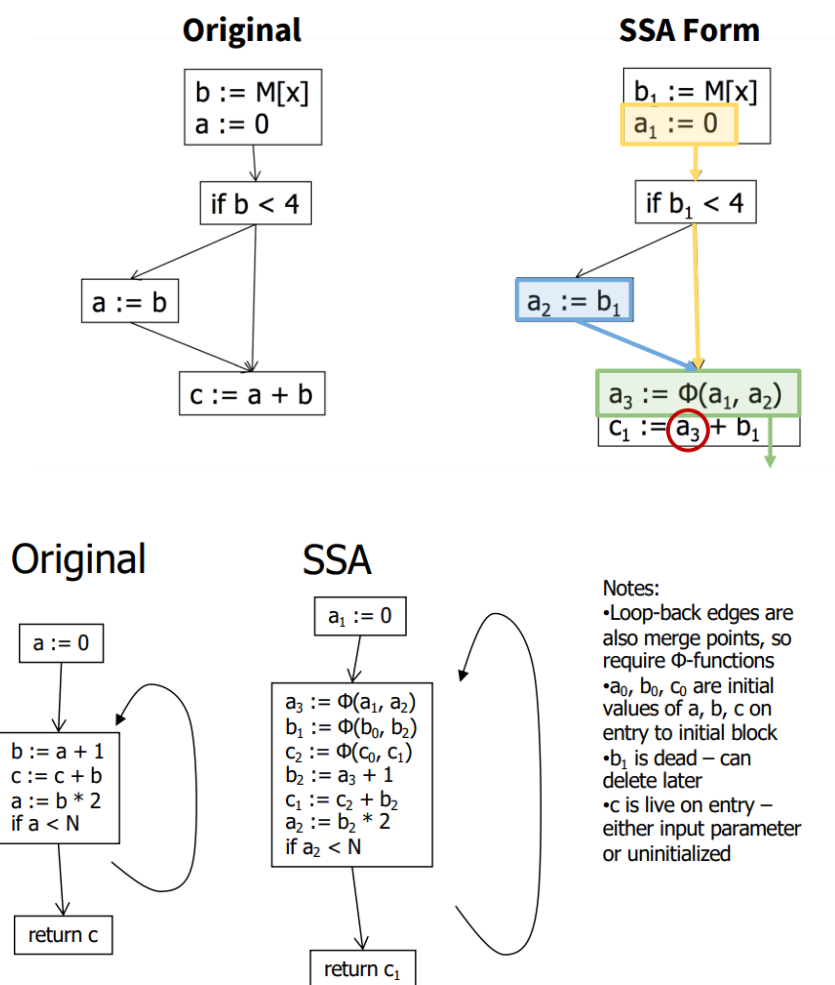 Original
b := M[x]
a := 0
if b < 4
a := b
c := a + b
SSA Form
b₁ := M[x]
a₁ := 0
if b₁ < 4
a₂ := b₁
a₃ := Φ(a₁, a₂)
c₁ := a₃ + b₁
Original
a := 0
b := a + 1
c := c + b
a := b * 2
if a < N
return c
SSA
a₁ := 0
a₃ := Φ(a₁, a₂)
b₁ := Φ(b₀, b₂)
c₂ := Φ(c₀, c₁)
b₂ := a₃ + 1
c₁ := c₂ + b₂
a₂ := b₂ * 2
if a₂ < N
return c₁
Notes:
•Loop-back edges are
also merge points, so
require Φ-functions
•a₀, b₀, c₀ are initial
values of a, b, c on
entry to initial block
•b₁ is dead – can
delete later
•c is live on entry –
either input parameter
or uninitialized